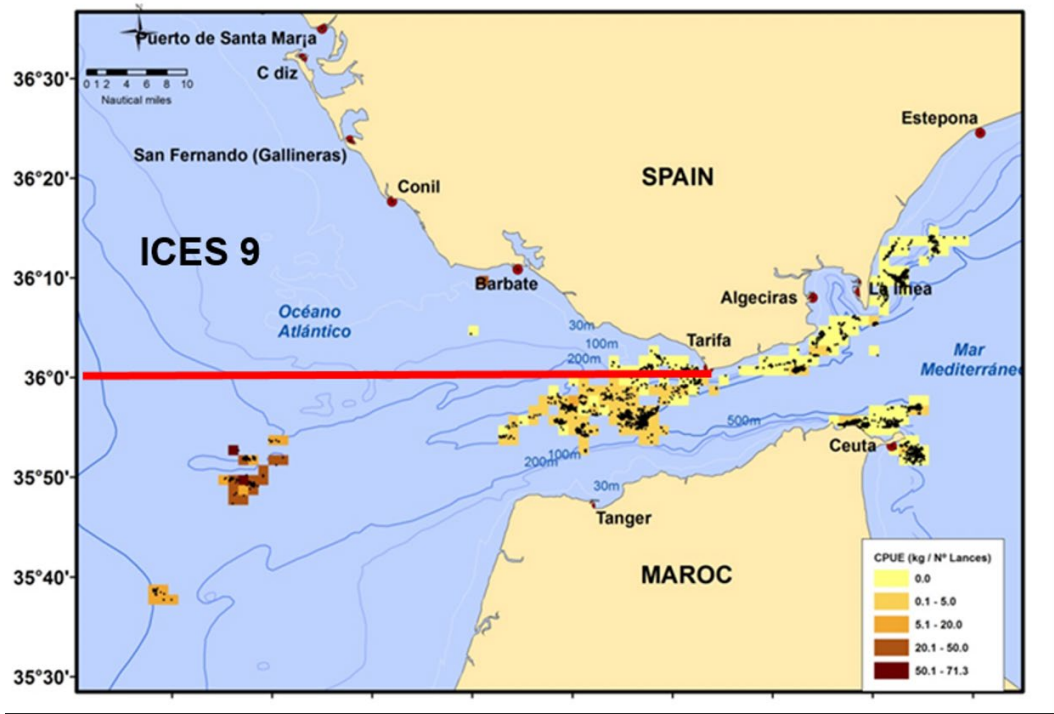 N
Puerto de Santa Mar¡a
36°30'
C diz
0 1 2 4 6 8 10
Nautical miles
Estepona
San Fernando (Gallineras)
36°20'
Conil
SPAIN
ICES 9
36°10'
Barbate
Algeciras
La línea
Océano
Atlántico
30m
100m
200m
Tarifa
Mar
Mediterráneo
36°0'
500m
Ceuta
100m
200m
35°50'
30m
Tanger
MAROC
35°40'
35°30'
CPUE (kg / Nº Lances)
0.0
0.1 - 5.0
5.1 - 20.0
20.1 - 50.0
50.1 - 71.3